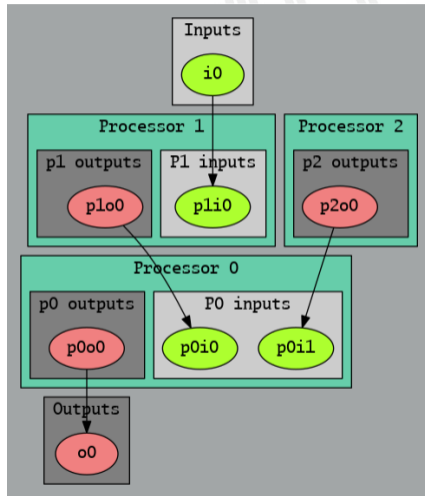 Inputs
i0
Processor 1
Processor 2
p1 outputs
P1 inputs
p2 outputs
p1o0
p1i0
p2o0
Processor 0
p0 outputs
P0 inputs
p0o0
p0i0
p0i1
Outputs
o0